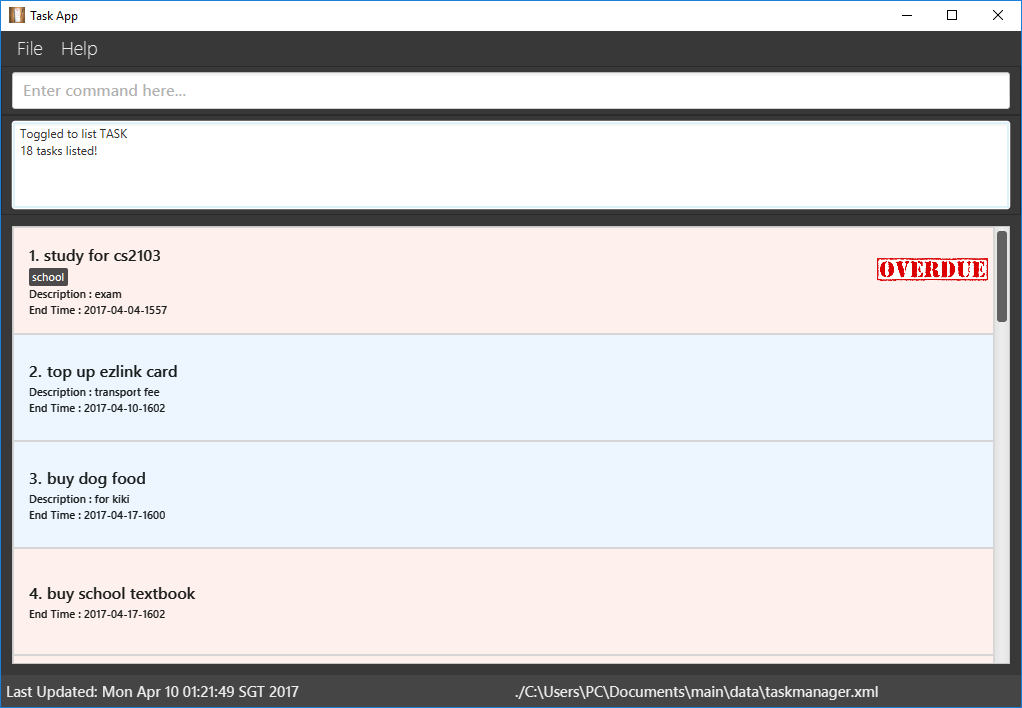 Task App
File Help
Enter command here...
Toggled to list TASK
18 tasks listed!
1. study for cs2103
OVERDUE
school
Description : exam
End Time : 2017-04-04-1557
2. top up ezlink card
Description : transport fee
End Time : 2017-04-10-1602
3. buy dog food
Description : for kiki
End Time : 2017-04-17-1600
4. buy school textbook
End Time : 2017-04-17-1602
Last Updated: Mon Apr 10 01:21:49 SGT 2017 ./C:\Users\PC\Documents\main\data\taskmanager.xml